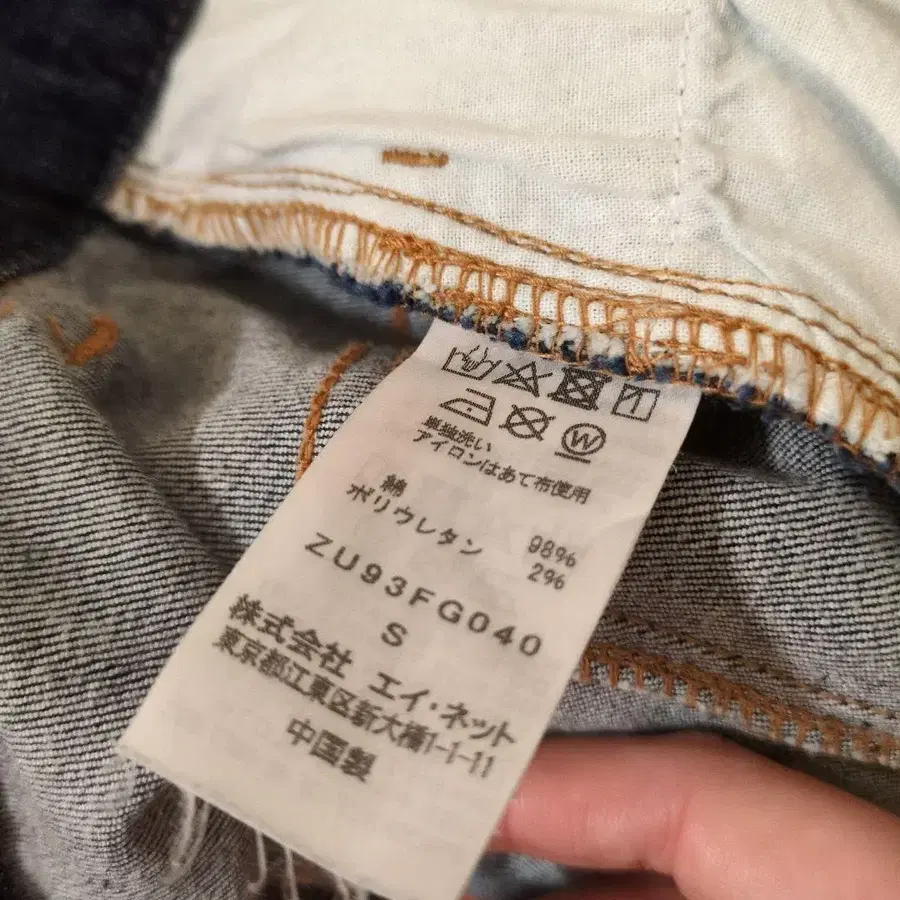 W
単独洗い
アイロンはあて布使用
綿 98%
ポリウレタン 2%
ZU93FG040
S
株式会社 エイ・ネット
東京都江東区新大橋1-1-11
中国製